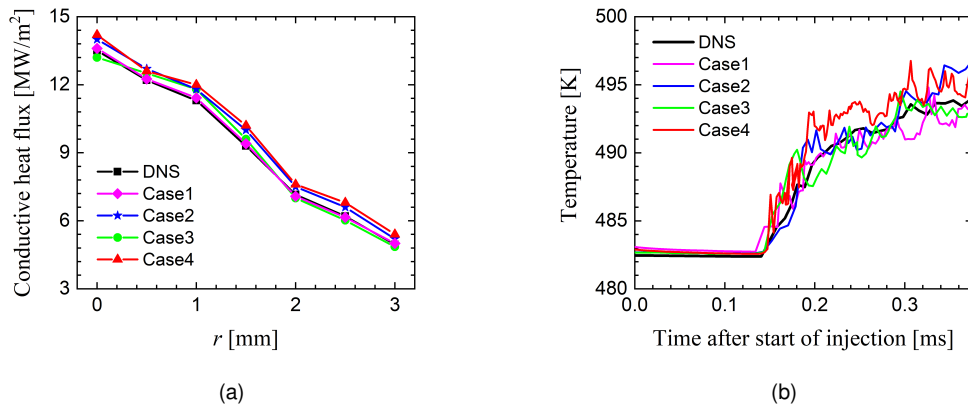 15
12
9
6
3
Conductive heat flux [MW/m²]
DNS
Case1
Case2
Case3
Case4
0 1 2 3
r [mm]
(a)
500
495
490
485
480
Temperature [K]
DNS
Case1
Case2
Case3
Case4
0.0 0.1 0.2 0.3
Time after start of injection [ms]
(b)